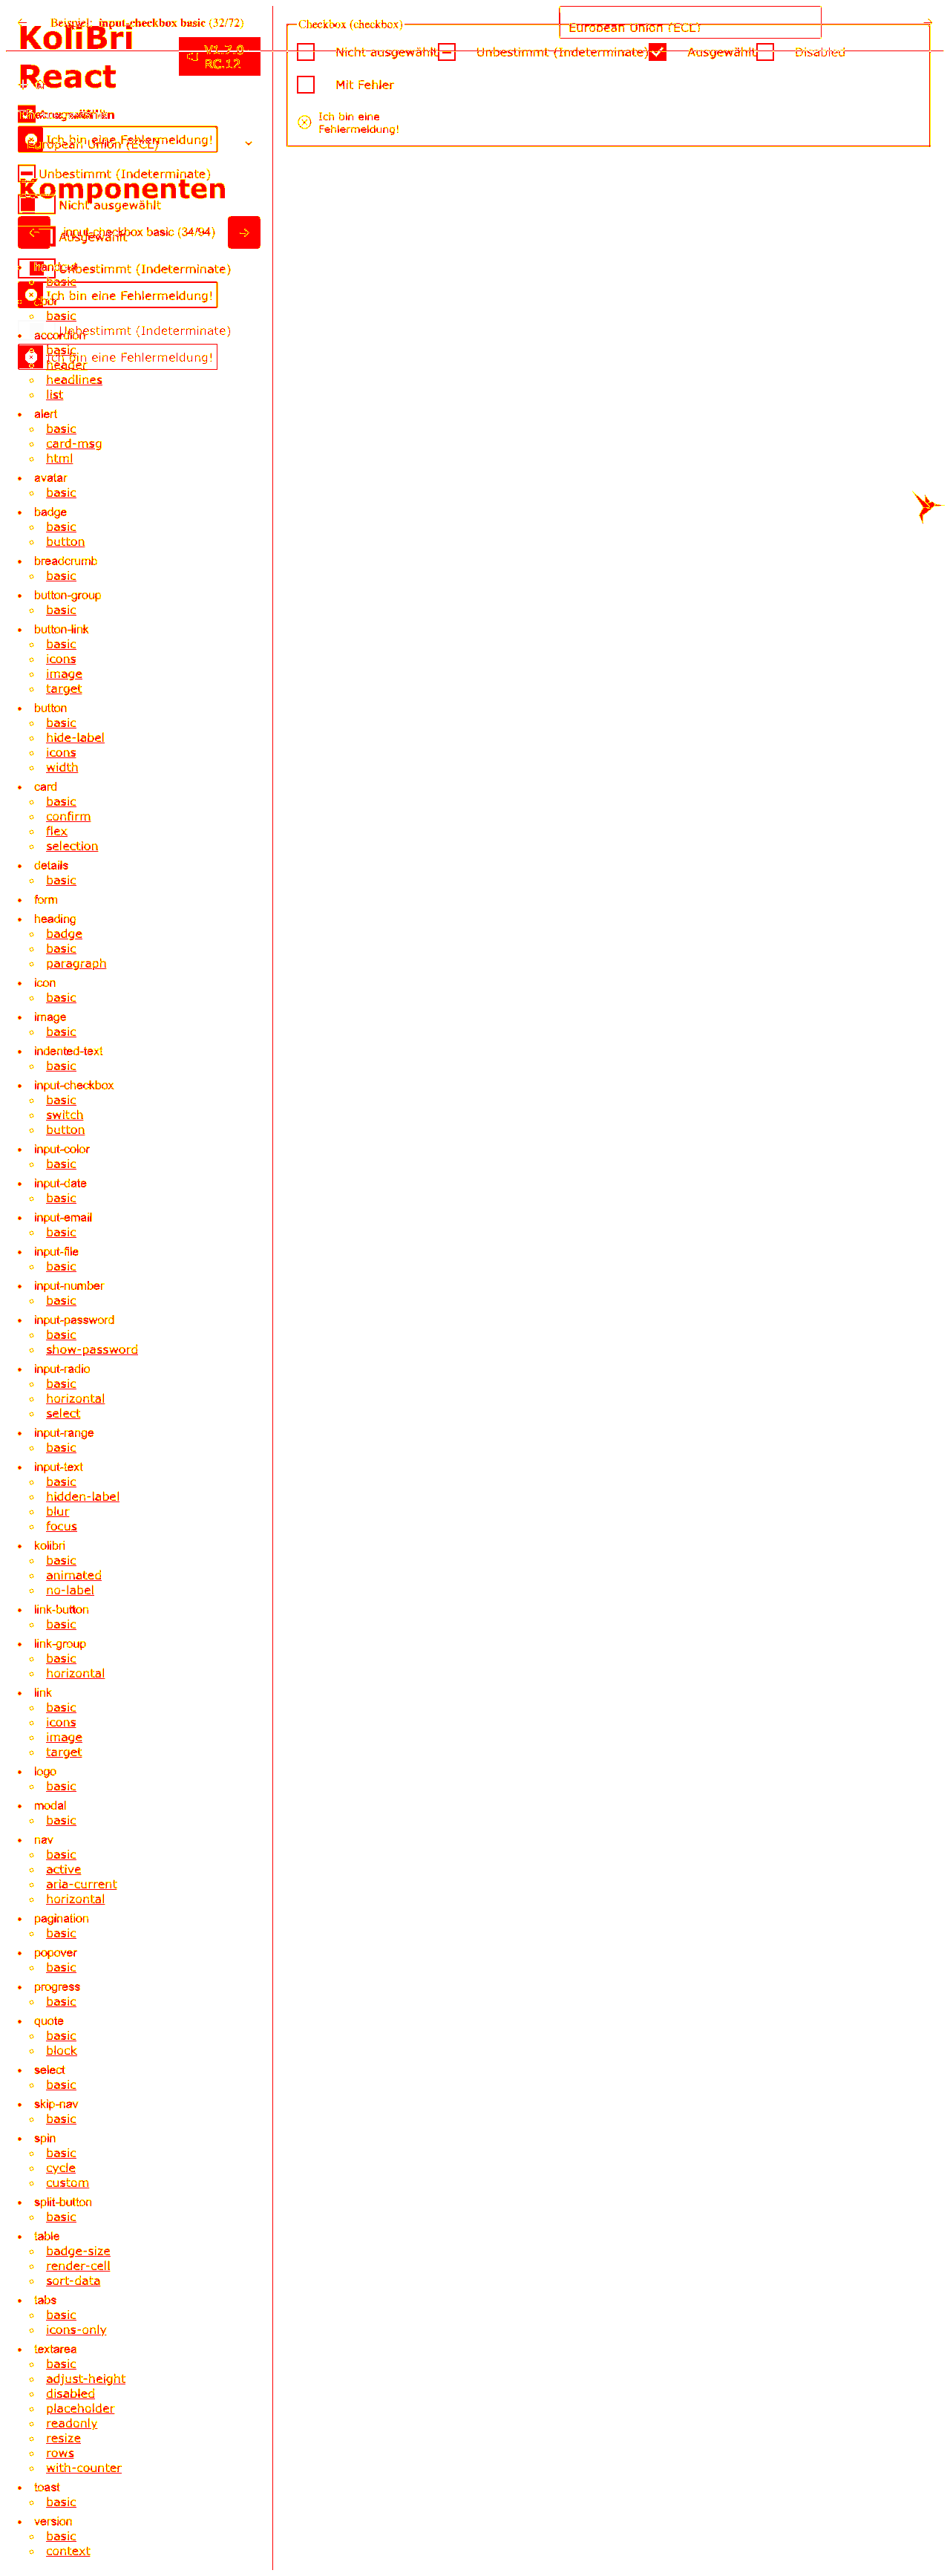 Beispiel: input-checkbox basic (32/72)
KoliBri
React
V1.7.0
RC.12
Ich bin eine Fehlermeldung!
European Union (ECL)
Unbestimmt (Indeterminate)
Komponenten
Nicht ausgewählt
input-checkbox basic (34/94)
Ausgewählt
Unbestimmt (Indeterminate)
handout
basic
Ich bin eine Fehlermeldung!
basic
Unbestimmt (Indeterminate)
accordion
basic
Ich bin eine Fehlermeldung!
header
headlines
list
alert
basic
card-msg
html
avatar
basic
badge
basic
button
breadcrumb
basic
button-group
basic
button-link
basic
icons
image
target
button
basic
hide-label
icons
width
card
basic
confirm
flex
selection
details
basic
form
heading
badge
basic
paragraph
icon
basic
image
basic
indented-text
basic
input-checkbox
basic
switch
button
input-color
basic
input-date
basic
input-email
basic
input-file
basic
input-number
basic
input-password
basic
show-password
input-radio
basic
horizontal
select
input-range
basic
input-text
basic
hidden-label
blur
focus
kolibri
basic
animated
no-label
link-button
basic
link-group
basic
horizontal
link
basic
icons
image
target
logo
basic
modal
basic
nav
basic
active
aria-current
horizontal
pagination
basic
popover
basic
progress
basic
quote
basic
block
select
basic
skip-nav
basic
spin
basic
cycle
custom
split-button
basic
table
badge-size
render-cell
sort-data
tabs
basic
icons-only
textarea
basic
adjust-height
disabled
placeholder
readonly
resize
rows
with-counter
toast
basic
version
basic
context
Checkbox (checkbox)
European Union (ECL)
Nicht ausgewählt Unbestimmt (Indeterminate) Ausgewählt Disabled
Mit Fehler
Ich bin eine
Fehlermeldung!